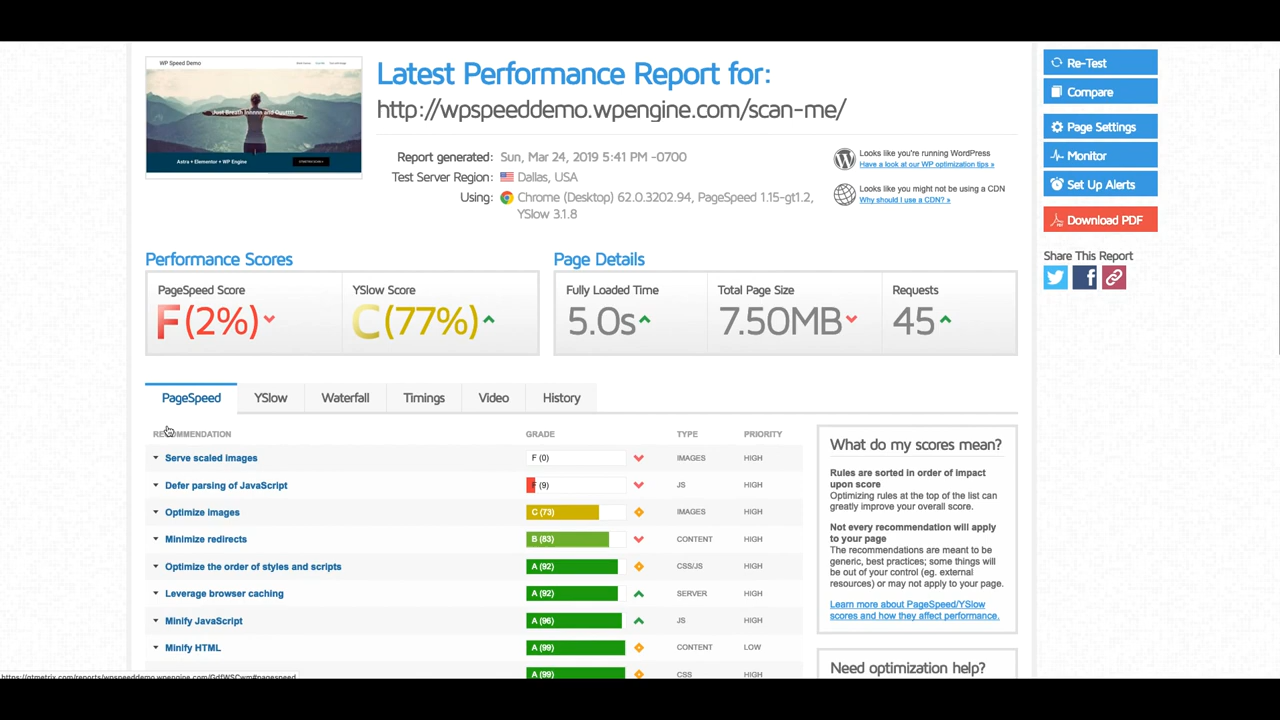 WP Speed Demo
Just Breath Innnnn and Ouuttttt
Astra + Elementor + WP Engine
Latest Performance Report for:
http://wpspeeddemo.wpengine.com/scan-me/
Report generated: Sun, Mar 24, 2019 5:41 PM -0700
Test Server Region: Dallas, USA
Using: Chrome (Desktop) 62.0.3202.94, PageSpeed 1.15-gt1.2,
YSlow 3.1.8
Looks like you're running WordPress
Have a look at our WP optimization tips »
Looks like you might not be using a CDN
Why should I use a CDN? »
Re-Test
Compare
Page Settings
Monitor
Set Up Alerts
Download PDF
Share This Report
Performance Scores
PageSpeed Score
F(2%)
YSlow Score
C(77%)
Page Details
Fully Loaded Time
5.0s
Total Page Size
7.50MB
Requests
45
PageSpeed YSlow Waterfall Timings Video History
RECOMMENDATION GRADE TYPE PRIORITY
Serve scaled images F (0) IMAGES HIGH
Defer parsing of JavaScript F (9) JS HIGH
Optimize images C (73) IMAGES HIGH
Minimize redirects B (83) CONTENT HIGH
Optimize the order of styles and scripts A (92) CSS/JS HIGH
Leverage browser caching A (92) SERVER HIGH
Minify JavaScript A (96) JS HIGH
Minify HTML A (99) CONTENT LOW
A (99) CSS HIGH
What do my scores mean?
Rules are sorted in order of impact
upon score
Optimizing rules at the top of the list can
greatly improve your overall score.
Not every recommendation will apply
to your page
The recommendations are meant to be
generic, best practices; some things will
be out of your control (eg. external
resources) or may not apply to your page.
Learn more about PageSpeed/YSlow
scores and how they affect performance.
Need optimization help?